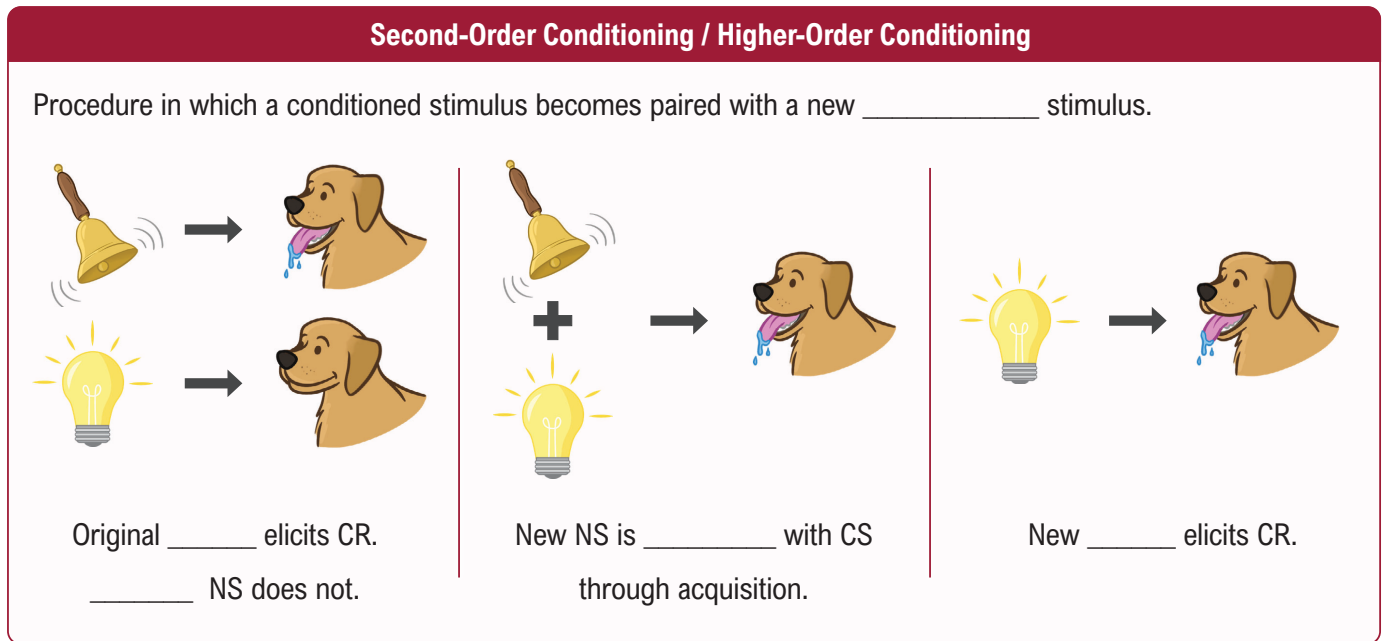 Second-Order Conditioning / Higher-Order Conditioning
Procedure in which a conditioned stimulus becomes paired with a new ____________ stimulus.
Original ______ elicits CR.
_______ NS does not.
New NS is _________ with CS
through acquisition.
New ______ elicits CR.